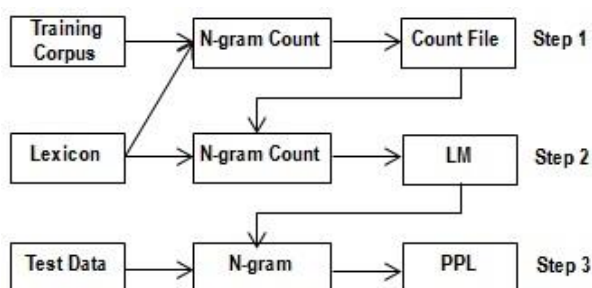 Training
Corpus
N-gram Count
Count File
Step 1
Lexicon
N-gram Count
LM
Step 2
Test Data
N-gram
PPL
Step 3